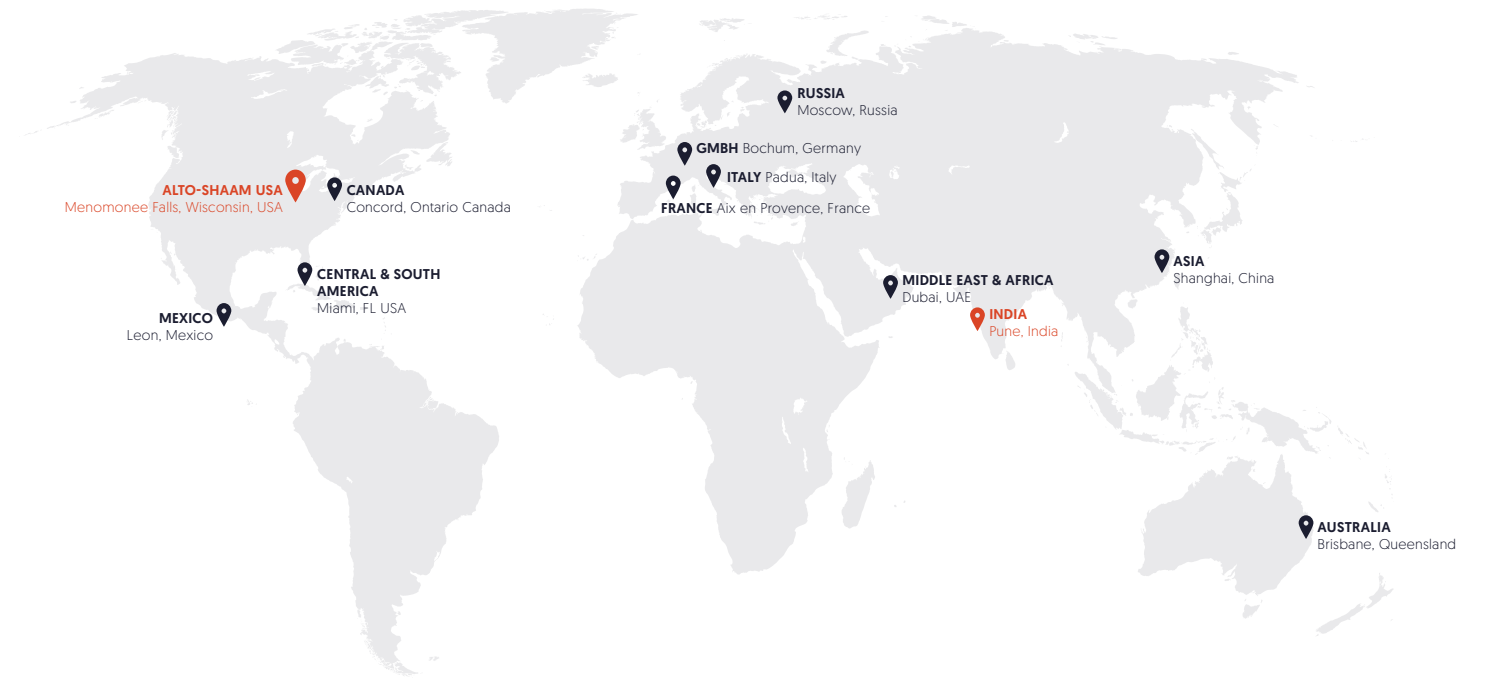 RUSSIA
Moscow, Russia
GMBH Bochum, Germany
ITALY Padua, Italy
FRANCE Aix en Provence, France
ALTO-SHAAM USA
Menomonee Falls, Wisconsin, USA
CANADA
Concord, Ontario Canada
CENTRAL & SOUTH
AMERICA
Miami, FL USA
MEXICO
Leon, Mexico
MIDDLE EAST & AFRICA
Dubai, UAE
INDIA
Pune, India
ASIA
Shanghai, China
AUSTRALIA
Brisbane, Queensland